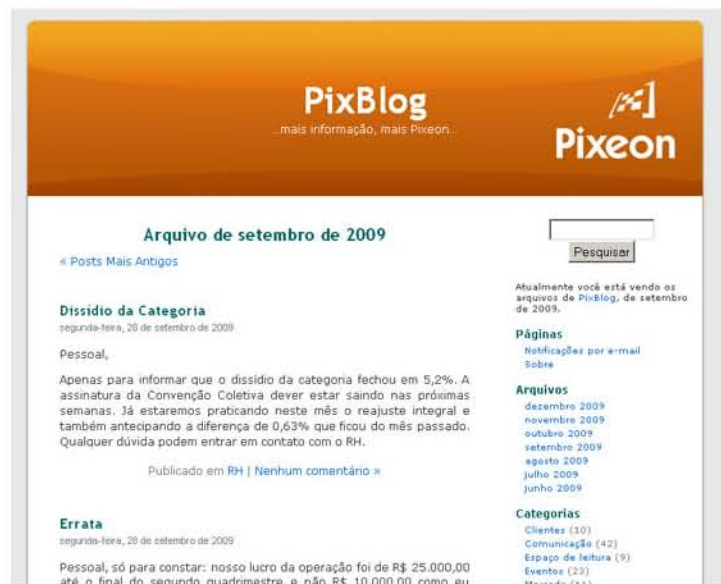 PixBlog
...mais informação, mais Pixeon...
Pixeon
Arquivo de setembro de 2009
« Posts Mais Antigos
Dissídio da Categoria
segunda-feira, 28 de setembro de 2009
Pessoal,
Apenas para informar que o dissídio da categoria fechou em 5,2%. A
assinatura da Convenção Coletiva dever estar saindo nas próximas
semanas. Já estaremos praticando neste mês o reajuste integral e
também antecipando a diferença de 0,63% que ficou do mês passado.
Qualquer dúvida podem entrar em contato com o RH.
Publicado em RH | Nenhum comentário »
Errata
segunda-feira, 28 de setembro de 2009
Pessoal, só para constar: nosso lucro da operação foi de R$ 25.000,00
até o final do segundo quadrimestre e não R$ 10.000,00 como eu
Pesquisar
Atualmente você está vendo os
arquivos de PixBlog, de setembro
de 2009.
Páginas
Notificações por e-mail
Sobre
Arquivos
dezembro 2009
novembro 2009
outubro 2009
setembro 2009
agosto 2009
julho 2009
junho 2009
Categorias
Clientes (10)
Comunicação (42)
Espaço de leitura (9)
Eventos (23)
Mercado (11)